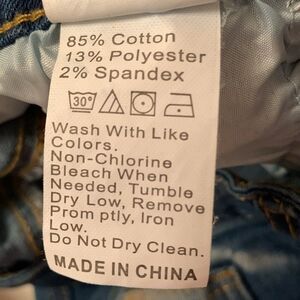 85% Cotton
13% Polyester
2% Spandex
30°
Wash With Like
Colors.
Non-Chlorine
Bleach When
Needed, Tumble
Dry Low, Remove
Prom ptly, Iron
Low.
Do Not Dry Clean.
MADE IN CHINA